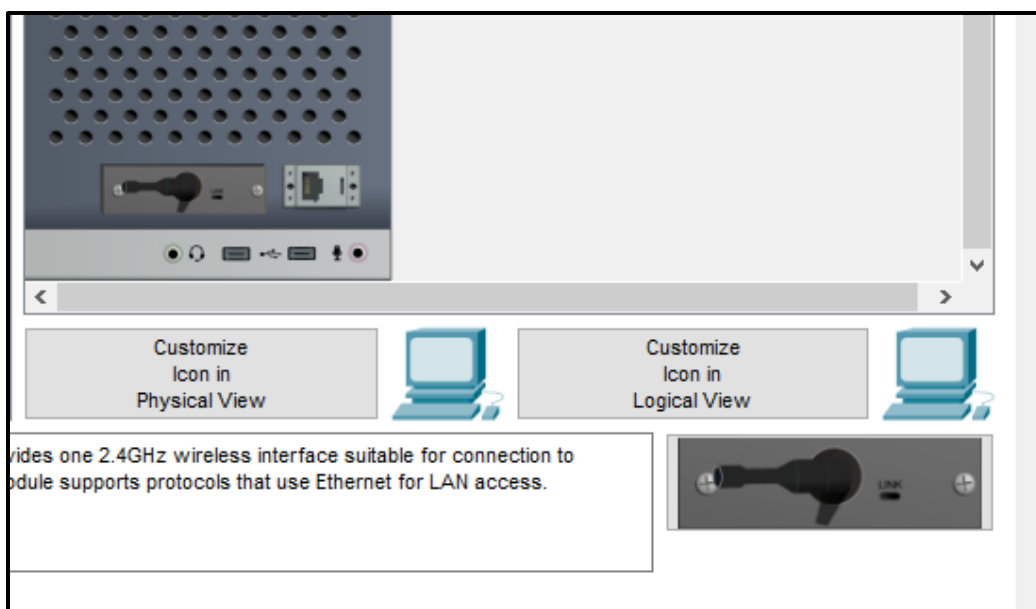 Customize
Icon in
Physical View
Customize
Icon in
Logical View
vides one 2.4GHz wireless interface suitable for connection to
odule supports protocols that use Ethernet for LAN access.
LINK